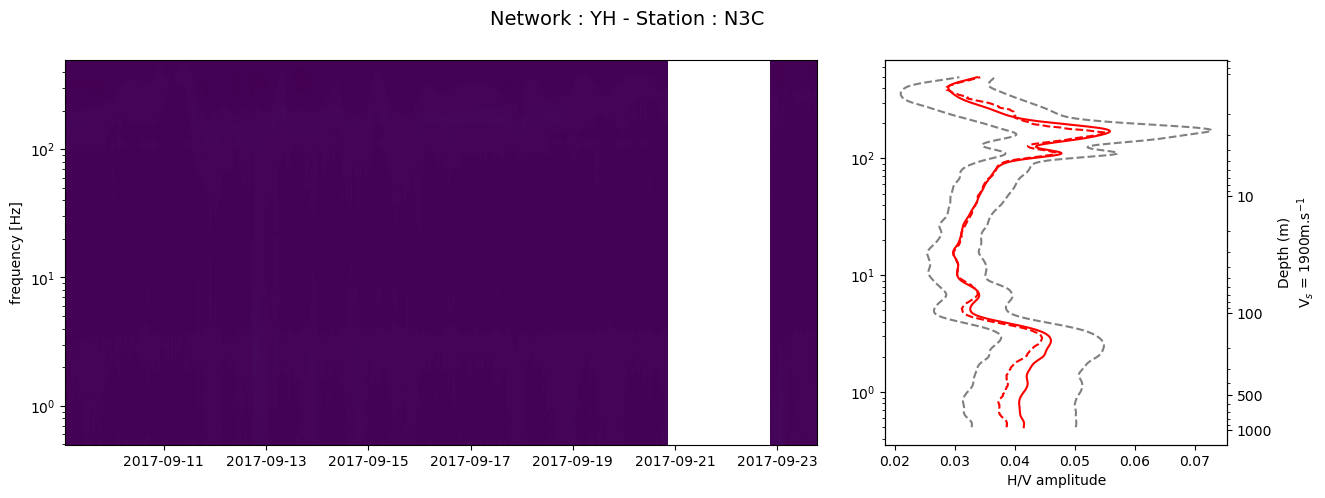 Network : YH - Station : N3C
frequency [Hz]
10²
10¹
10⁰
2017-09-11 2017-09-13 2017-09-15 2017-09-17 2017-09-19 2017-09-21 2017-09-23
10²
10¹
10⁰
0.02 0.03 0.04 0.05 0.06 0.07
H/V amplitude
10
100
500
1000
Depth (m)
Vₛ = 1900m.s⁻¹